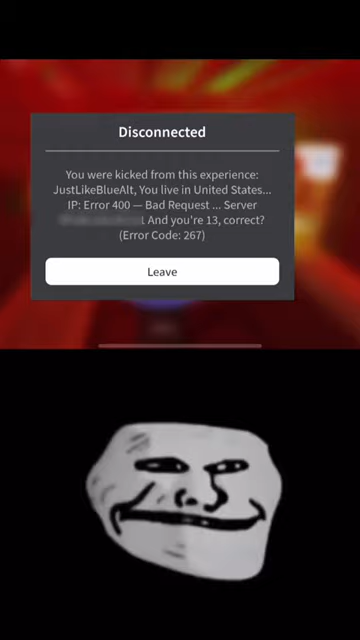 Disconnected
You were kicked from this experience:
JustLikeBlueAlt, You live in United States...
IP: Error 400 — Bad Request ... Server
And you're 13, correct?
(Error Code: 267)
Leave